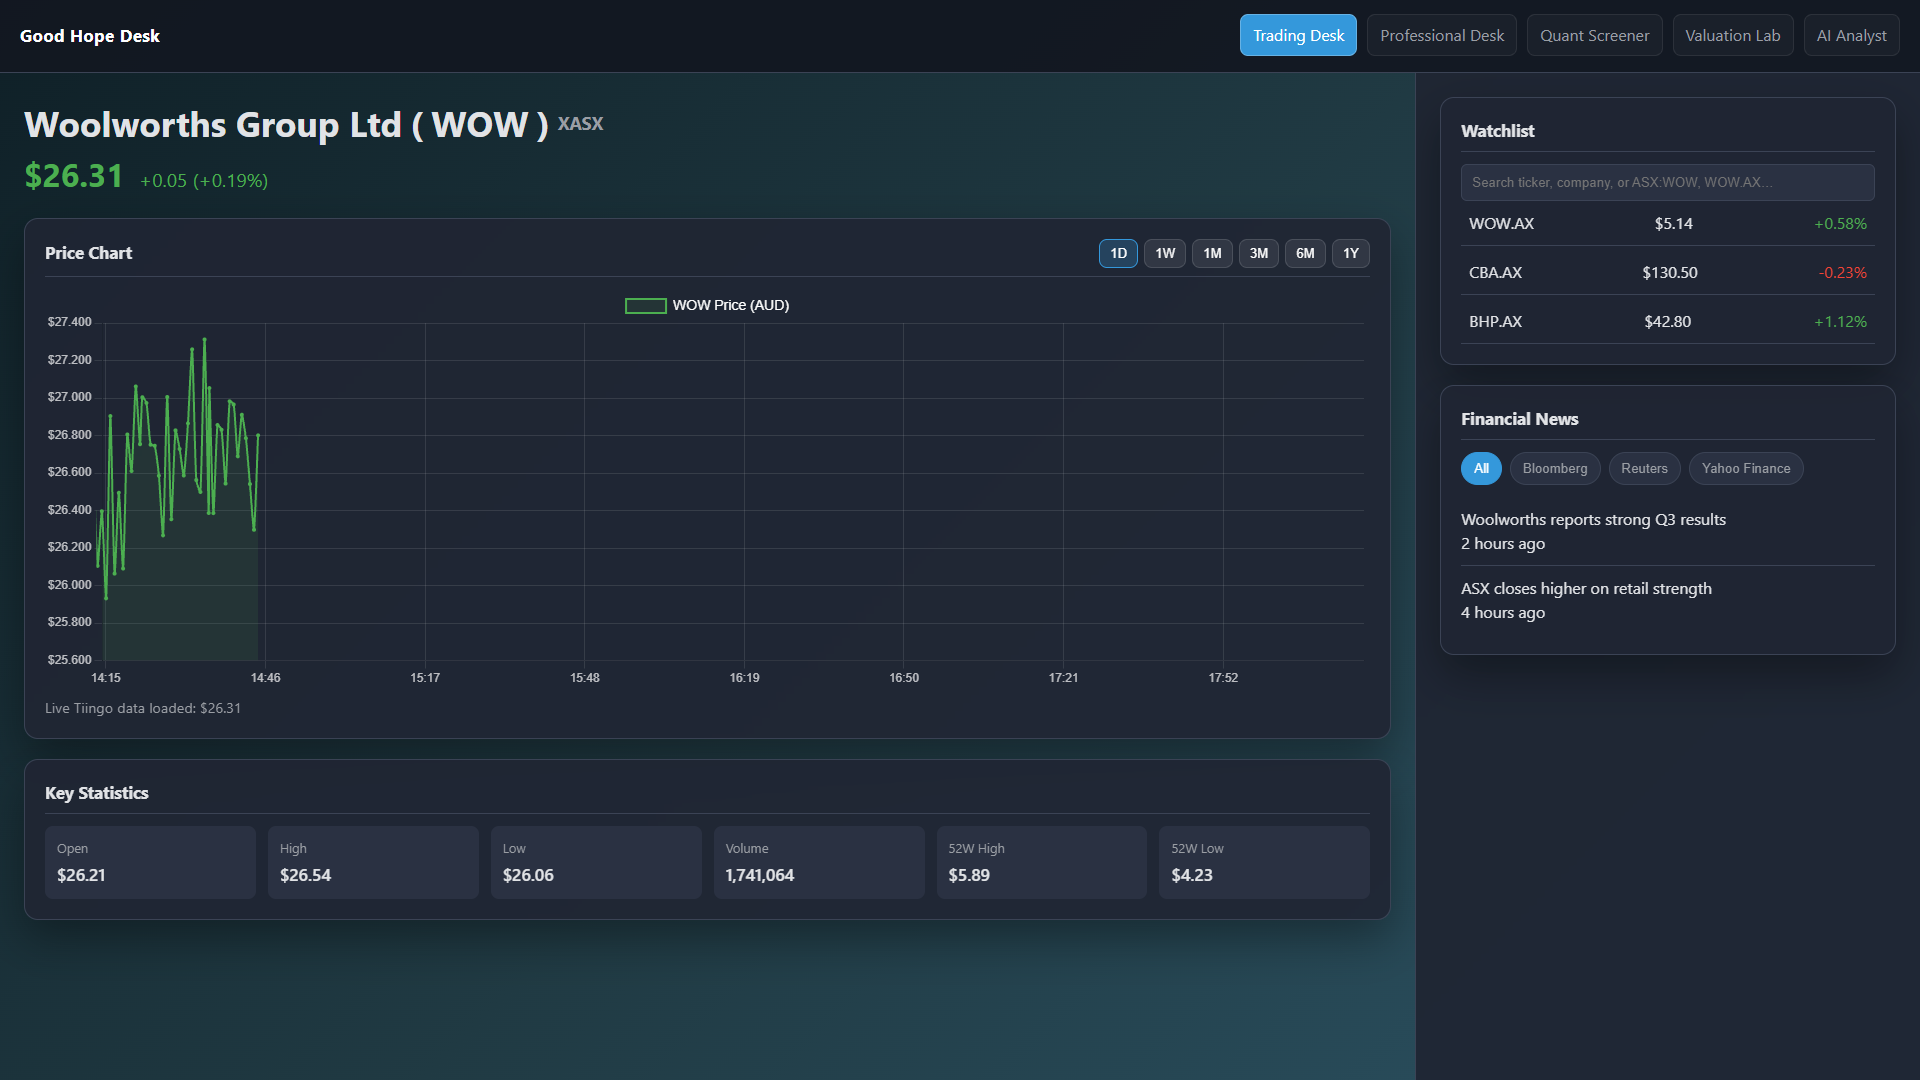 Good Hope Desk
Trading Desk
Professional Desk
Quant Screener
Valuation Lab
AI Analyst
Woolworths Group Ltd ( WOW ) XASX
$26.31 +0.05 (+0.19%)
Price Chart
1D
1W
1M
3M
6M
1Y
WOW Price (AUD)
$27.400
$27.200
$27.000
$26.800
$26.600
$26.400
$26.200
$26.000
$25.800
$25.600
14:15
14:46
15:17
15:48
16:19
16:50
17:21
17:52
Live Tiingo data loaded: $26.31
Key Statistics
Open
$26.21
High
$26.54
Low
$26.06
Volume
1,741,064
52W High
$5.89
52W Low
$4.23
Watchlist
Search ticker, company, or ASX:WOW, WOW.AX...
WOW.AX $5.14 +0.58%
CBA.AX $130.50 -0.23%
BHP.AX $42.80 +1.12%
Financial News
All
Bloomberg
Reuters
Yahoo Finance
Woolworths reports strong Q3 results
2 hours ago
ASX closes higher on retail strength
4 hours ago